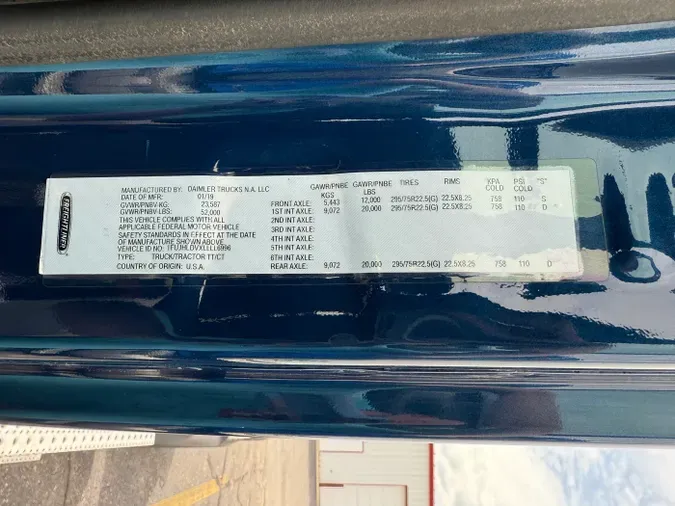 FREIGHTLINER
MANUFACTURED BY: DAIMLER TRUCKS N.A. LLC
DATE OF MFR: 01/19
GVWR/PNBV-KG: 23,587
GVWR/PNBV-LBS: 52,000
THIS VEHICLE COMPLIES WITH ALL
APPLICABLE FEDERAL MOTOR VEHICLE
SAFETY STANDARDS IN EFFECT AT THE DATE
OF MANUFACTURE SHOWN ABOVE.
VEHICLE ID NO.: 1FUJHLDVXLLLL6996
TYPE: TRUCK/TRACTOR TT/CT
COUNTRY OF ORIGIN: U.S.A.
GAWR/PNBE KGS GAWR/PNBE LBS TIRES RIMS KPA COLD PSI COLD "S"
FRONT AXLE: 5,443 12,000 295/75R22.5(G) 22.5X8.25 758 110 S
1ST INT AXLE: 9,072 20,000 295/75R22.5(G) 22.5X8.25 758 110 D
2ND INT AXLE:
3RD INT AXLE:
4TH INT AXLE:
5TH INT AXLE:
6TH INT AXLE:
REAR AXLE: 9,072 20,000 295/75R22.5(G) 22.5X8.25 758 110 D